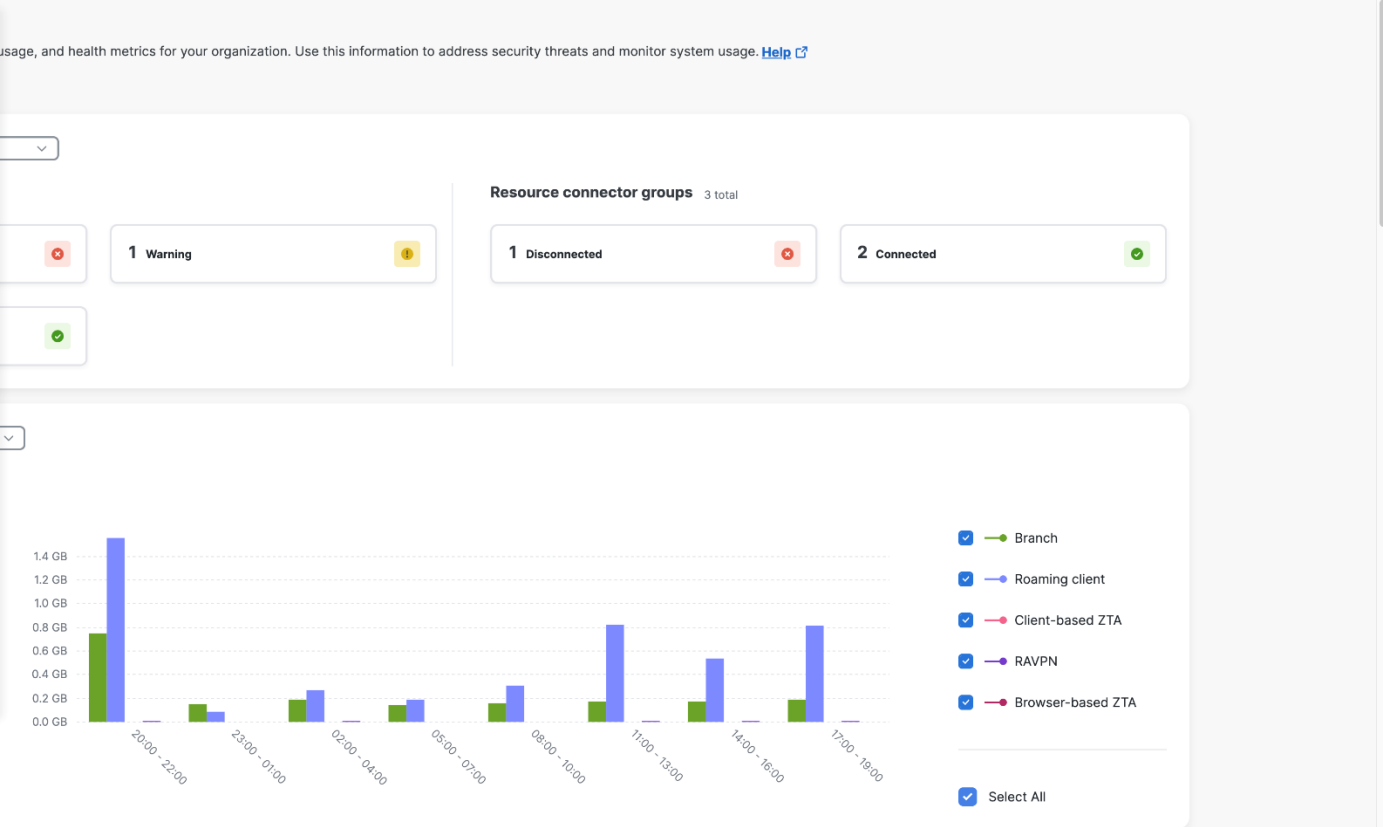 usage, and health metrics for your organization. Use this information to address security threats and monitor system usage. Help
Resource connector groups 3 total
1 Warning
1 Disconnected
2 Connected
1.4 GB
1.2 GB
1.0 GB
0.8 GB
0.6 GB
0.4 GB
0.2 GB
0.0 GB
20:00 - 22:00
23:00 - 01:00
02:00 - 04:00
05:00 - 07:00
08:00 - 10:00
11:00 - 13:00
14:00 - 16:00
17:00 - 19:00
Branch
Roaming client
Client-based ZTA
RAVPN
Browser-based ZTA
Select All